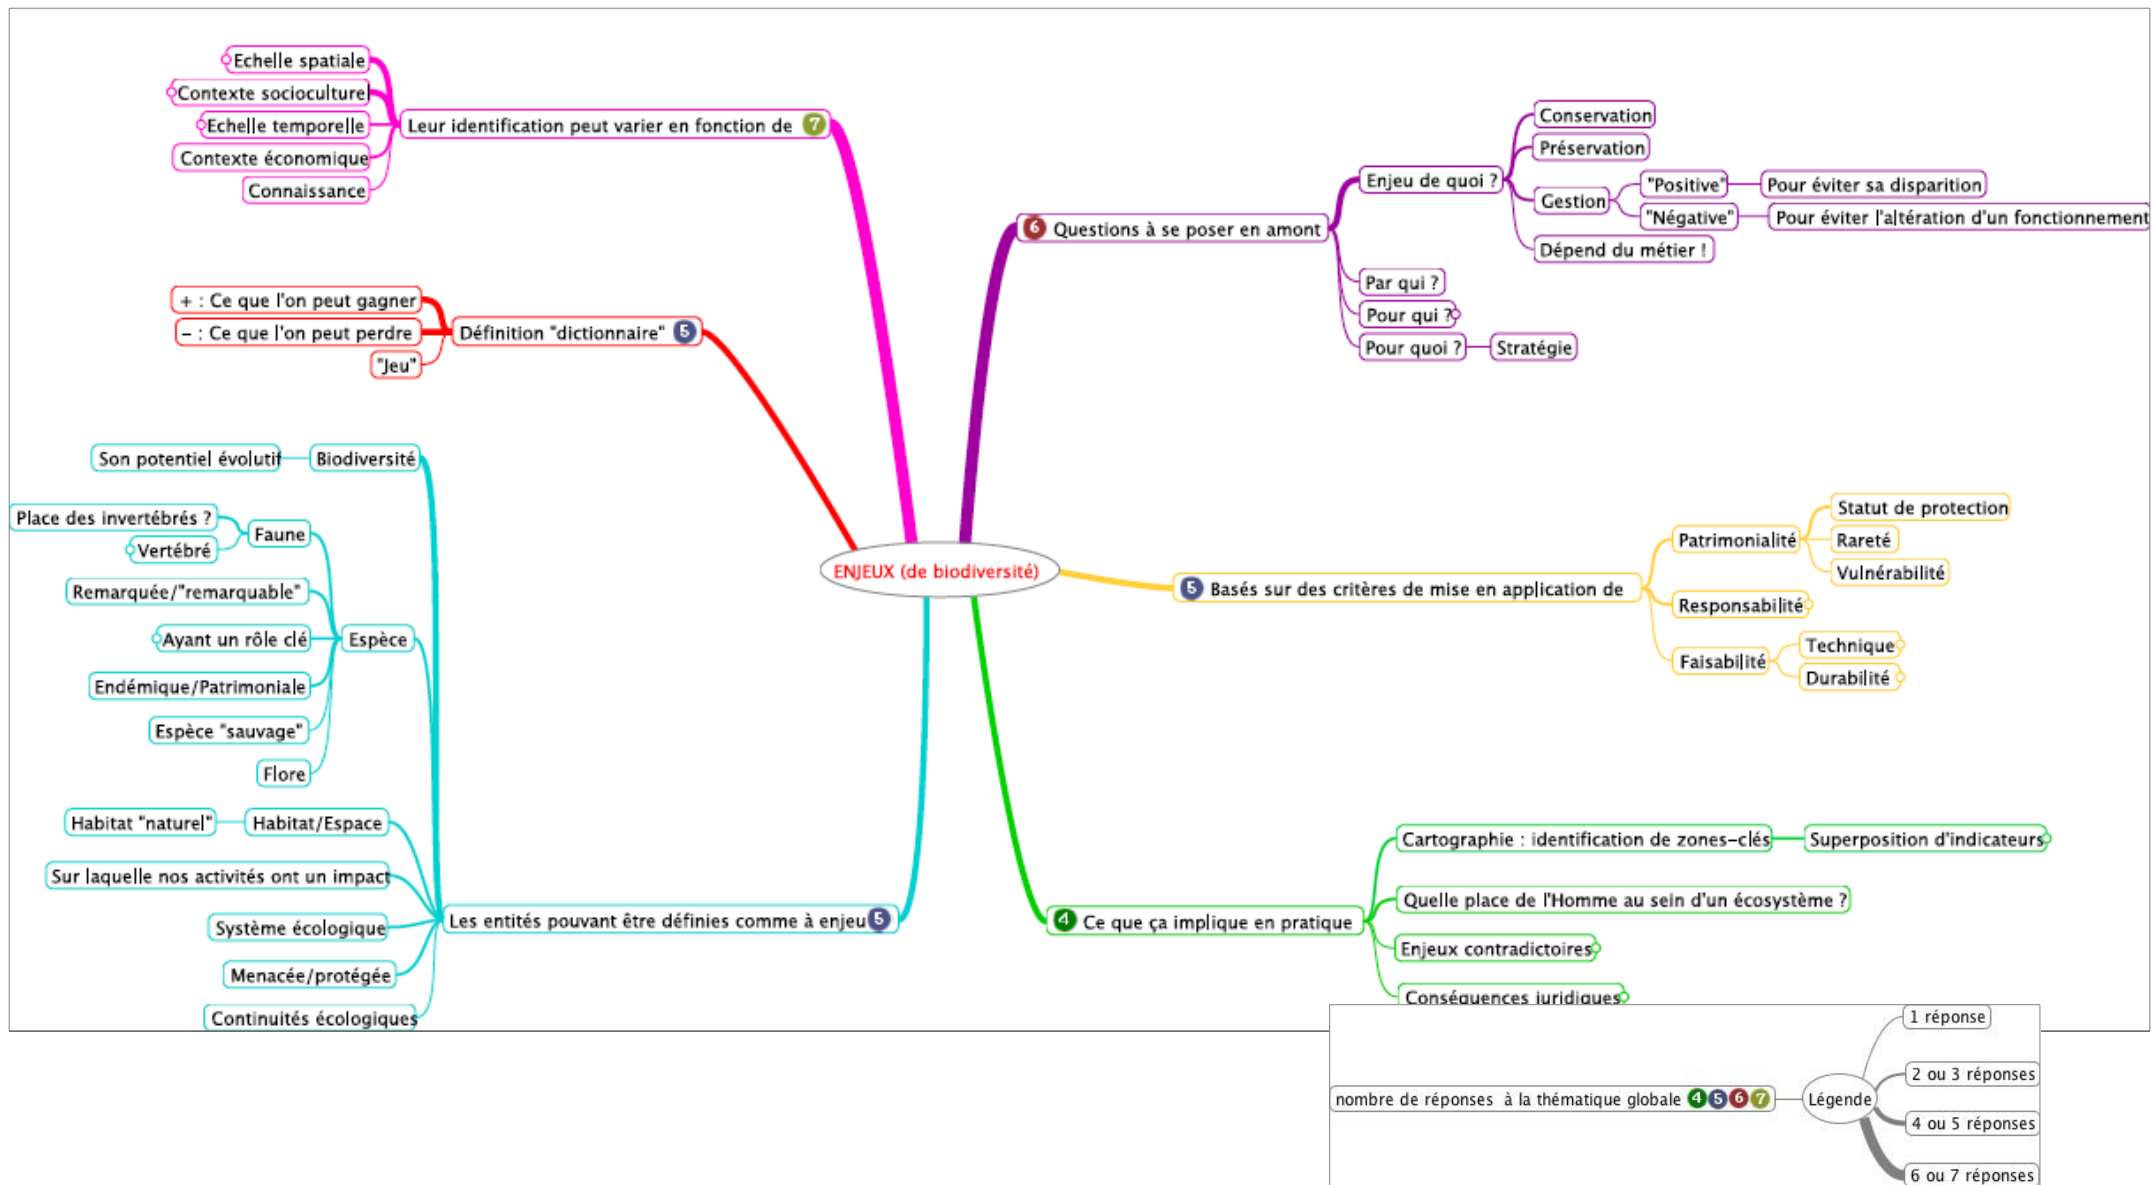 Echelle spatiale
Contexte socioculturel
Echelle temporelle
Contexte économique
Connaissance
Leur identification peut varier en fonction de 7
+ : Ce que l'on peut gagner
− : Ce que l'on peut perdre
"Jeu"
Définition "dictionnaire" 5
Son potentiel évolutif
Biodiversité
Place des invertébrés ?
Vertébré
Faune
Remarquée/"remarquable"
Ayant un rôle clé
Endémique/Patrimoniale
Espèce "sauvage"
Flore
Espèce
Habitat "naturel"
Habitat/Espace
Sur laquelle nos activités ont un impact
Système écologique
Menacée/protégée
Continuités écologiques
Les entités pouvant être définies comme à enjeu 5
ENJEUX (de biodiversité)
6 Questions à se poser en amont
Enjeu de quoi ?
Conservation
Préservation
Gestion
"Positive"
Pour éviter sa disparition
"Négative"
Pour éviter l'altération d'un fonctionnement
Dépend du métier !
Par qui ?
Pour qui ?
Pour quoi ?
Stratégie
5 Basés sur des critères de mise en application de
Patrimonialité
Statut de protection
Rareté
Vulnérabilité
Responsabilité
Faisabilité
Technique
Durabilité
4 Ce que ça implique en pratique
Cartographie : identification de zones-clés
Superposition d'indicateurs
Quelle place de l'Homme au sein d'un écosystème ?
Enjeux contradictoires
Conséquences juridiques
nombre de réponses à la thématique globale 4 5 6 7
Légende
1 réponse
2 ou 3 réponses
4 ou 5 réponses
6 ou 7 réponses